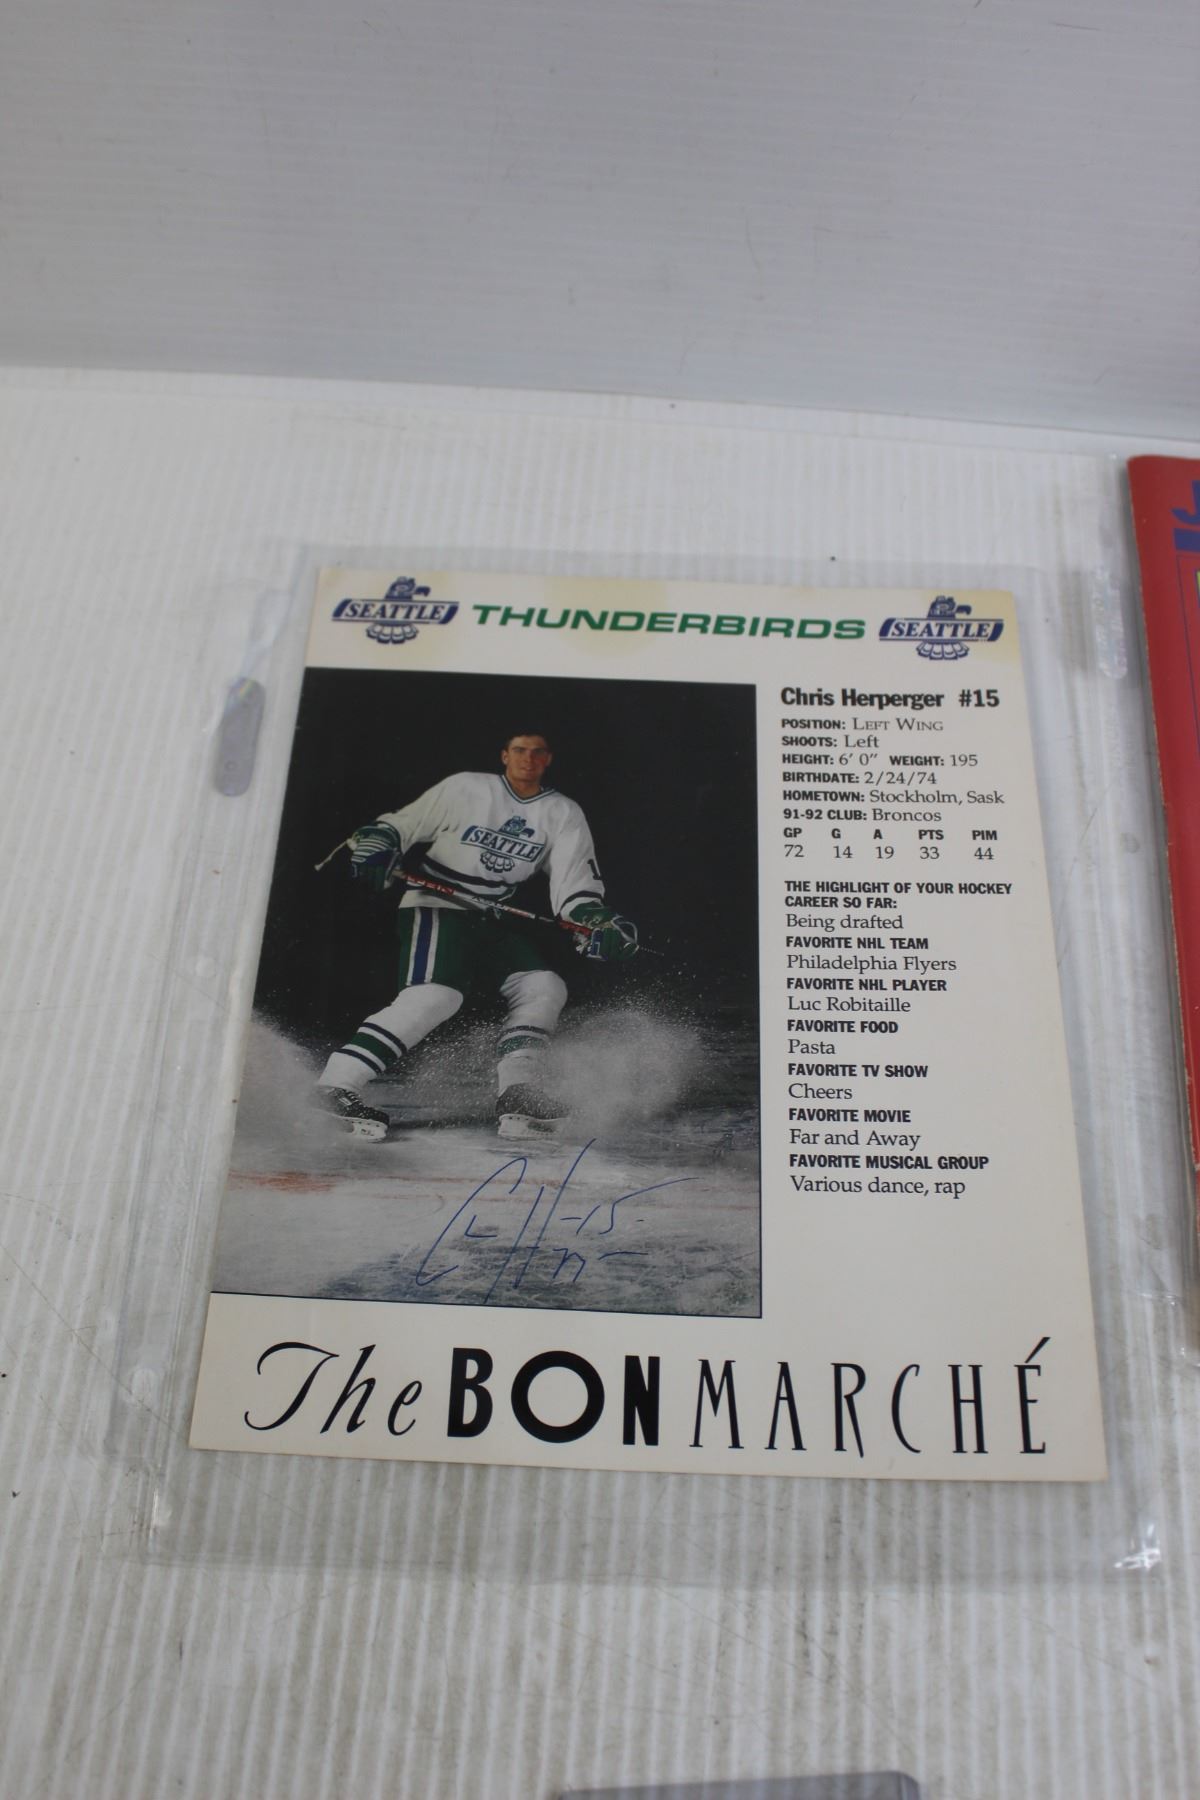 SEATTLE THUNDERBIRDS SEATTLE
Chris Herperger #15
POSITION: LEFT WING
SHOOTS: Left
HEIGHT: 6' 0" WEIGHT: 195
BIRTHDATE: 2/24/74
HOMETOWN: Stockholm, Sask
91-92 CLUB: Broncos
GP G A PTS PIM
72 14 19 33 44
THE HIGHLIGHT OF YOUR HOCKEY
CAREER SO FAR:
Being drafted
FAVORITE NHL TEAM
Philadelphia Flyers
FAVORITE NHL PLAYER
Luc Robitaille
FAVORITE FOOD
Pasta
FAVORITE TV SHOW
Cheers
FAVORITE MOVIE
Far and Away
FAVORITE MUSICAL GROUP
Various dance, rap
SEATTLE
The BON MARCHÉ